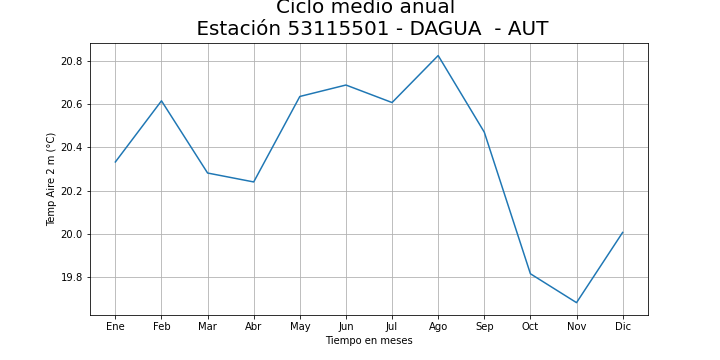 Ciclo medio anual
Estación 53115501 - DAGUA  - AUT
Temp Aire 2 m (°C)
20.8
20.6
20.4
20.2
20.0
19.8
Ene Feb Mar Abr May Jun Jul Ago Sep Oct Nov Dic
Tiempo en meses